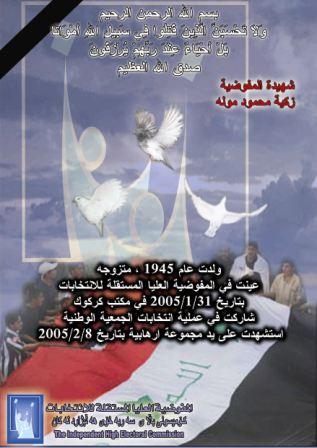 بسم الله الرحمن الرحيم
ولا تحسبن الذين قتلوا في سبيل الله أمواتا
بل أحياء عند ربهم يرزقون
صدق الله العظيم
شهيدة المفوضية
زكية محمود موله
ولدت عام 1945 ، متزوجه
عينت في المفوضية العليا المستقلة للانتخابات
بتاريخ 2005/1/31 في مكتب كركوك
شاركت في عملية انتخابات الجمعية الوطنية
استشهدت على يد مجموعة ارهابية بتاريخ 2005/2/8
المفوضية العليا المستقلة للانتخابات
The Independent High Electoral Commission